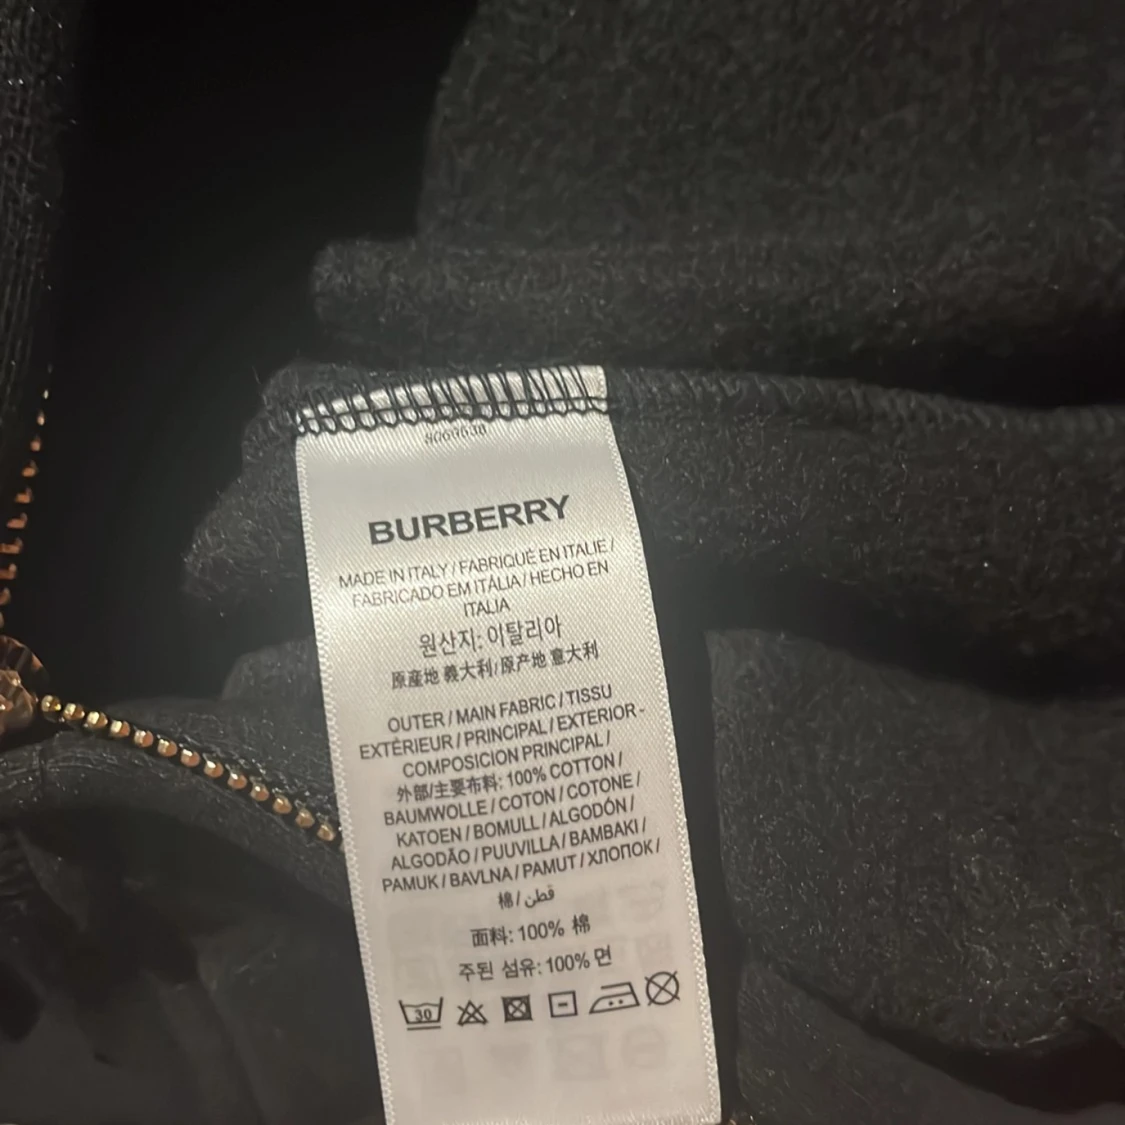 BURBERRY
MADE IN ITALY / FABRIQUÉ EN ITALIE /
FABRICADO EM ITÁLIA / HECHO EN
ITALIA
원산지: 이탈리아
原産地 義大利/原产地 意大利
OUTER / MAIN FABRIC / TISSU
EXTÉRIEUR / PRINCIPAL / EXTERIOR -
COMPOSICION PRINCIPAL /
外部/主要布料: 100% COTTON /
BAUMWOLLE / COTON / COTONE /
KATOEN / BOMULL / ALGODÓN /
ALGODÃO / PUUVILLA / BAMBAKI /
PAMUK / BAVLNA / PAMUT / ХЛОПОК /
棉 / قطن
面料: 100% 棉
주된 섬유: 100% 면
30